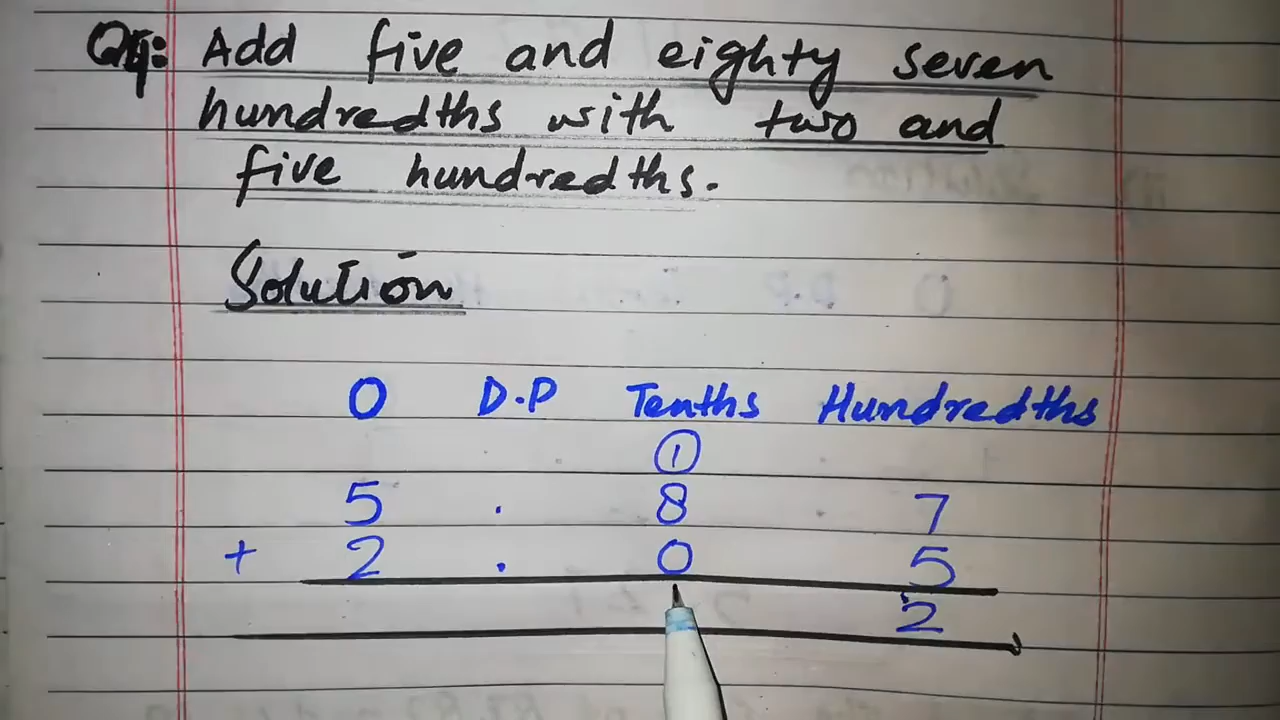 Q4: Add five and eighty seven
hundredths with two and
five hundredths.
Solution
O D.P Tenths Hundredths
1
5 . 8 7
+ 2 . 0 5
2